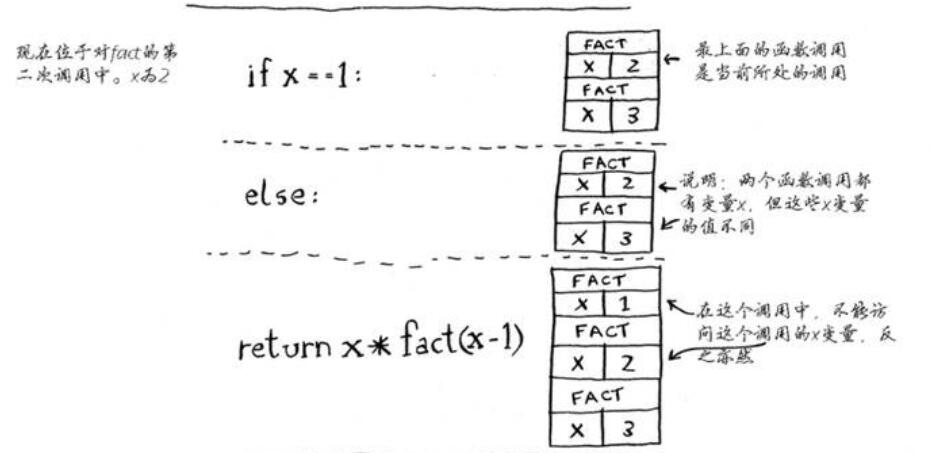 现在位于对fact的第
二次调用中。x为2
if x==1:
FACT
X 2
FACT
X 3
最上面的函数调用
是当前所处的调用
else:
FACT
X 2
FACT
X 3
说明：两个函数调用都
有变量x，但这些x变量
的值不同
return x*fact(x-1)
FACT
X 1
FACT
X 2
FACT
X 3
在这个调用中，不能访
问这个调用的x变量，反
之亦然